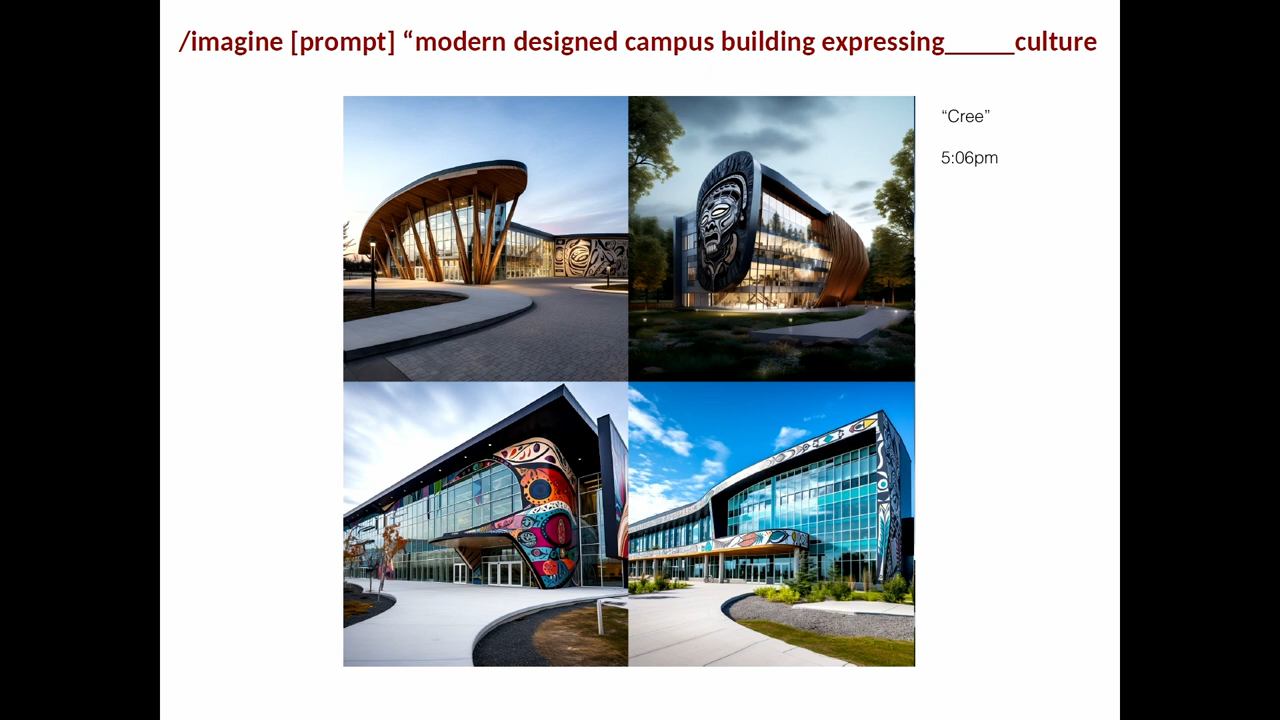 /imagine [prompt] “modern designed campus building expressing_____culture
“Cree”
5:06pm